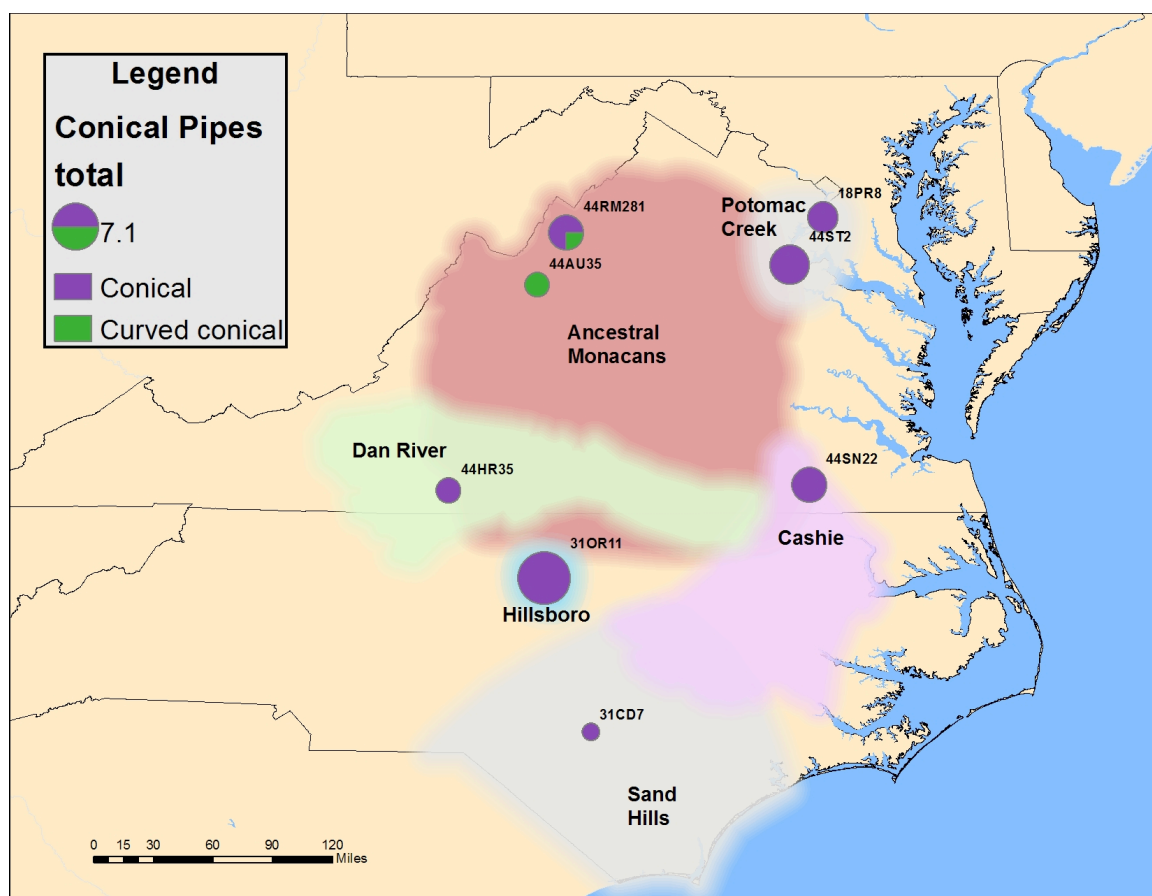 Legend
Conical Pipes
total
7.1
Conical
Curved conical
44RM281
18PR8
Potomac
Creek
44ST2
44AU35
Ancestral
Monacans
Dan River
44HR35
44SN22
Cashie
31OR11
Hillsboro
31CD7
Sand
Hills
0 15 30 60 90 120
Miles